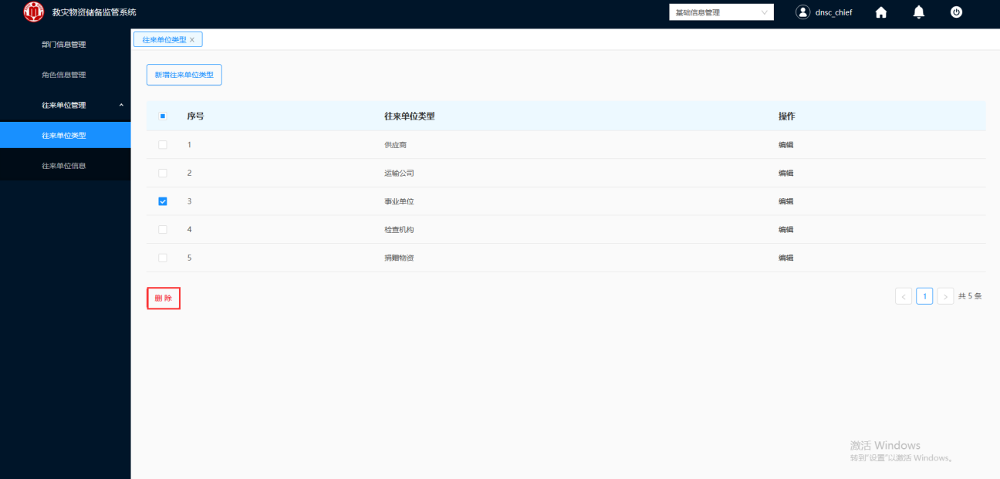 救灾物资储备监管系统
基础信息管理
dnsc_chief
部门信息管理
角色信息管理
往来单位管理
往来单位类型
往来单位信息
往来单位类型 x
新增往来单位类型
序号 往来单位类型 操作
1 供应商 编辑
2 运输公司 编辑
3 事业单位 编辑
4 检查机构 编辑
5 捐赠物资 编辑
删 除
< 1 > 共 5 条
激活 Windows
转到"设置"以激活 Windows。